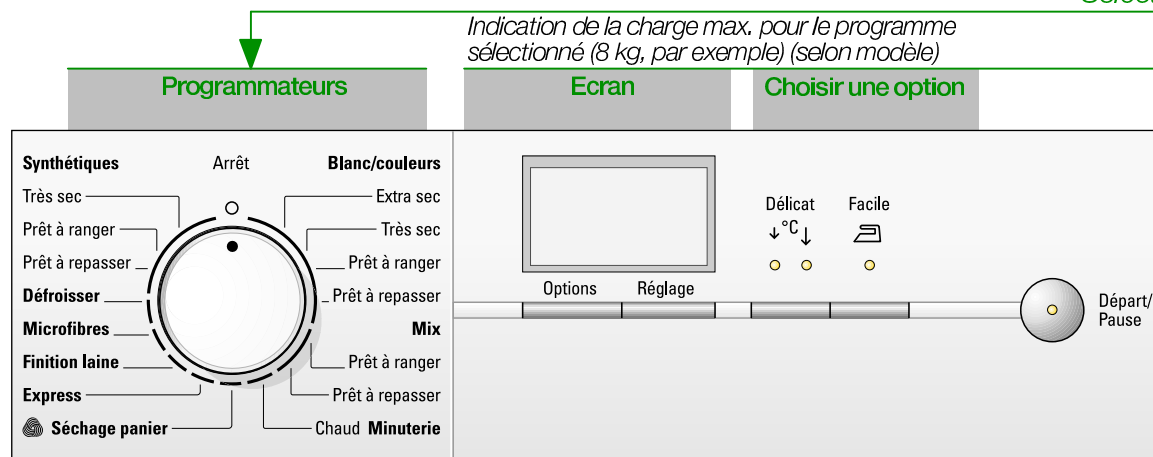 Indication de la charge max. pour le programme
sélectionné (8 kg, par exemple) (selon modèle)
Programmateurs
Ecran
Choisir une option
Synthétiques
Arrêt
Blanc/couleurs
Très sec
Extra sec
Prêt à ranger
Très sec
Prêt à repasser
Prêt à ranger
Défroisser
Prêt à repasser
Microfibres
Mix
Finition laine
Prêt à ranger
Express
Prêt à repasser
Séchage panier
Chaud Minuterie
Options
Réglage
Délicat
°C
Facile
Départ/
Pause